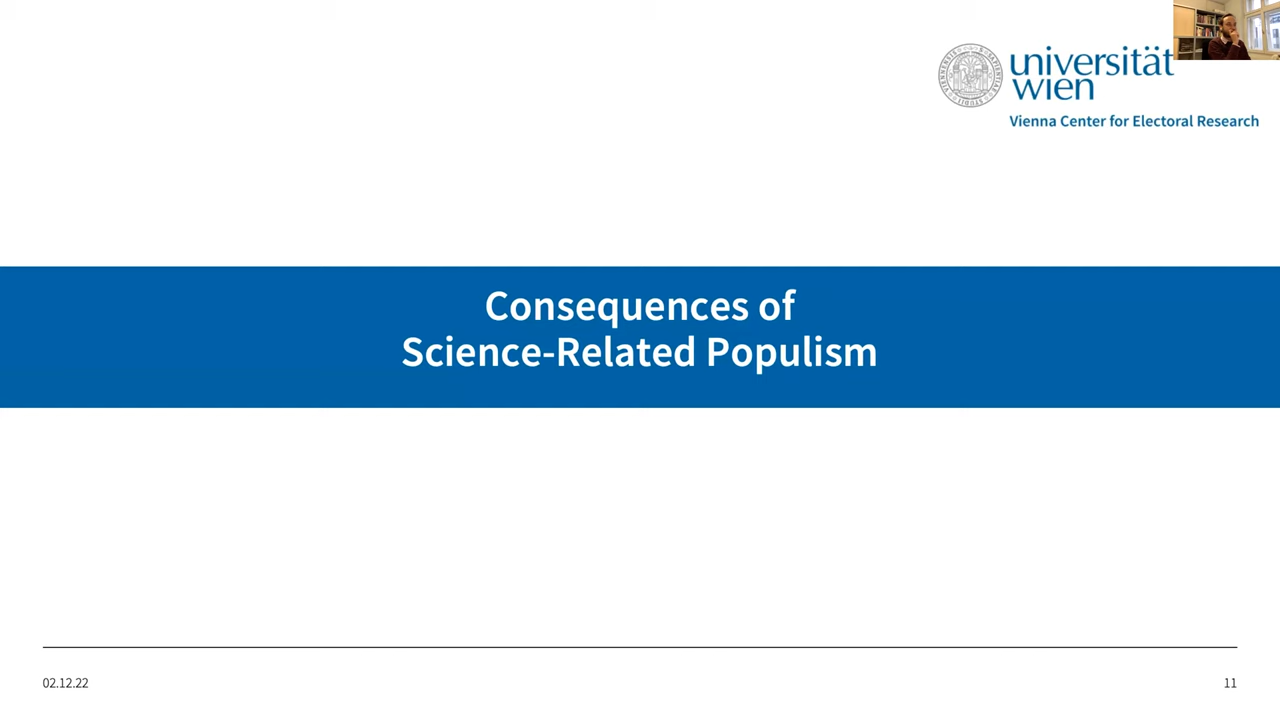 universität
wien
Vienna Center for Electoral Research
Consequences of
Science-Related Populism
02.12.22
11